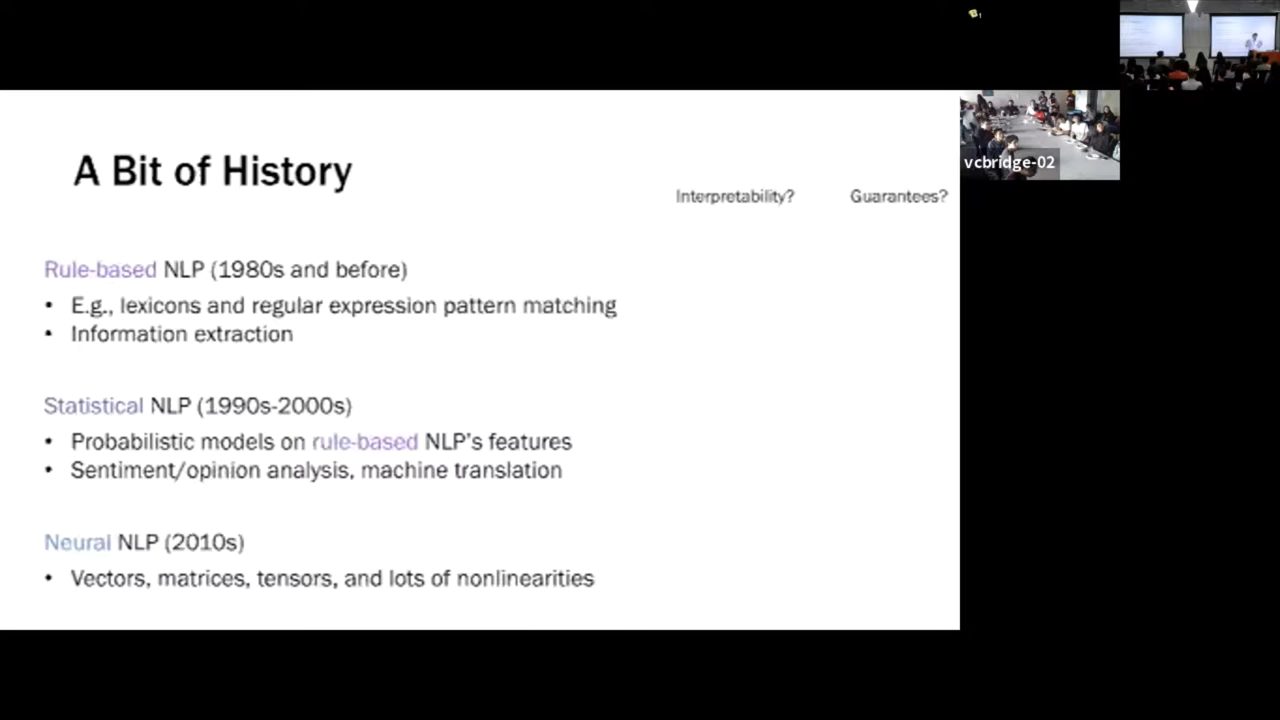 A Bit of History
Interpretability? Guarantees?
Rule-based NLP (1980s and before)
• E.g., lexicons and regular expression pattern matching
• Information extraction
Statistical NLP (1990s-2000s)
• Probabilistic models on rule-based NLP's features
• Sentiment/opinion analysis, machine translation
Neural NLP (2010s)
• Vectors, matrices, tensors, and lots of nonlinearities
vcbridge-02